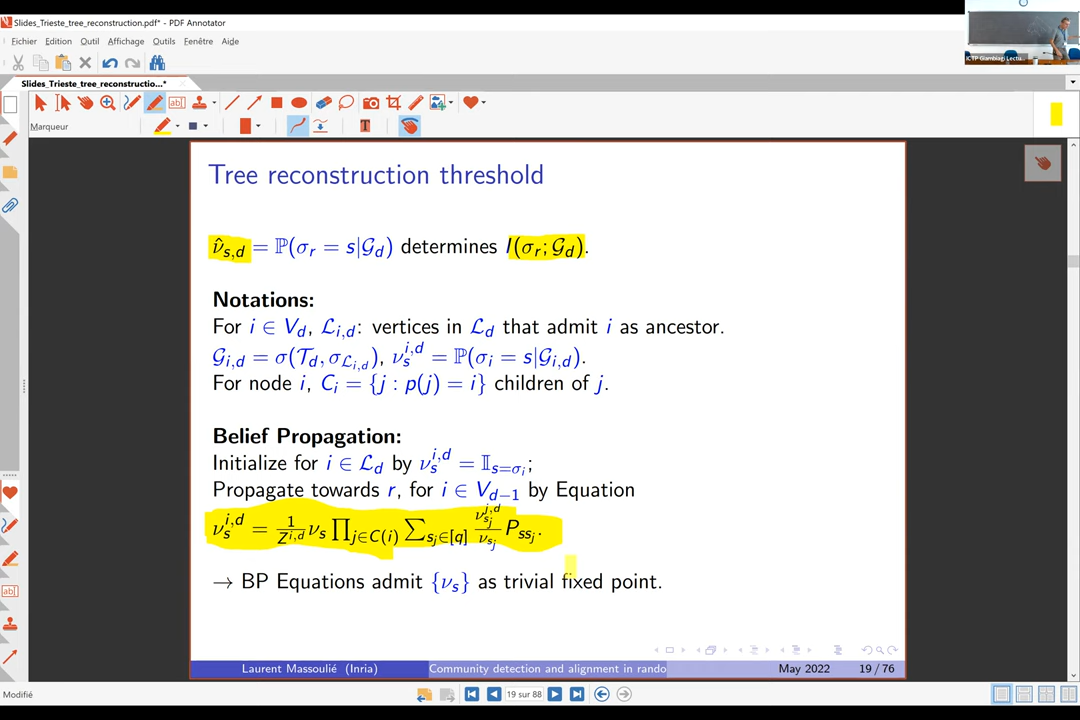 Slides_Trieste_tree_reconstruction.pdf* - PDF Annotator
Fichier Edition Outil Affichage Outils Fenêtre Aide
Slides_Trieste_tree_reconstructio...*
Marqueur
ICTP Giambiagi Lectu...
Tree reconstruction threshold
ν̂_{s,d} = ℙ(σ_r = s|𝒢_d) determines I(σ_r; 𝒢_d).
Notations:
For i ∈ V_d, ℒ_{i,d}: vertices in ℒ_d that admit i as ancestor.
𝒢_{i,d} = σ(𝒯_d, σ_{ℒ_{i,d}}), ν_s^{i,d} = ℙ(σ_i = s|𝒢_{i,d}).
For node i, C_i = {j : p(j) = i} children of j.
Belief Propagation:
Initialize for i ∈ ℒ_d by ν_s^{i,d} = 𝕀_{s=σ_i};
Propagate towards r, for i ∈ V_{d-1} by Equation
ν_s^{i,d} = \frac{1}{Z^{i,d}} ν_s ∏_{j∈C(i)} ∑_{s_j∈[q]} \frac{ν_{s_j}^{j,d}}{ν_{s_j}} P_{ss_j}.
→ BP Equations admit {ν_s} as trivial fixed point.
Laurent Massoulié (Inria) Community detection and alignment in rando May 2022 19 / 76
Modifié
19 sur 88